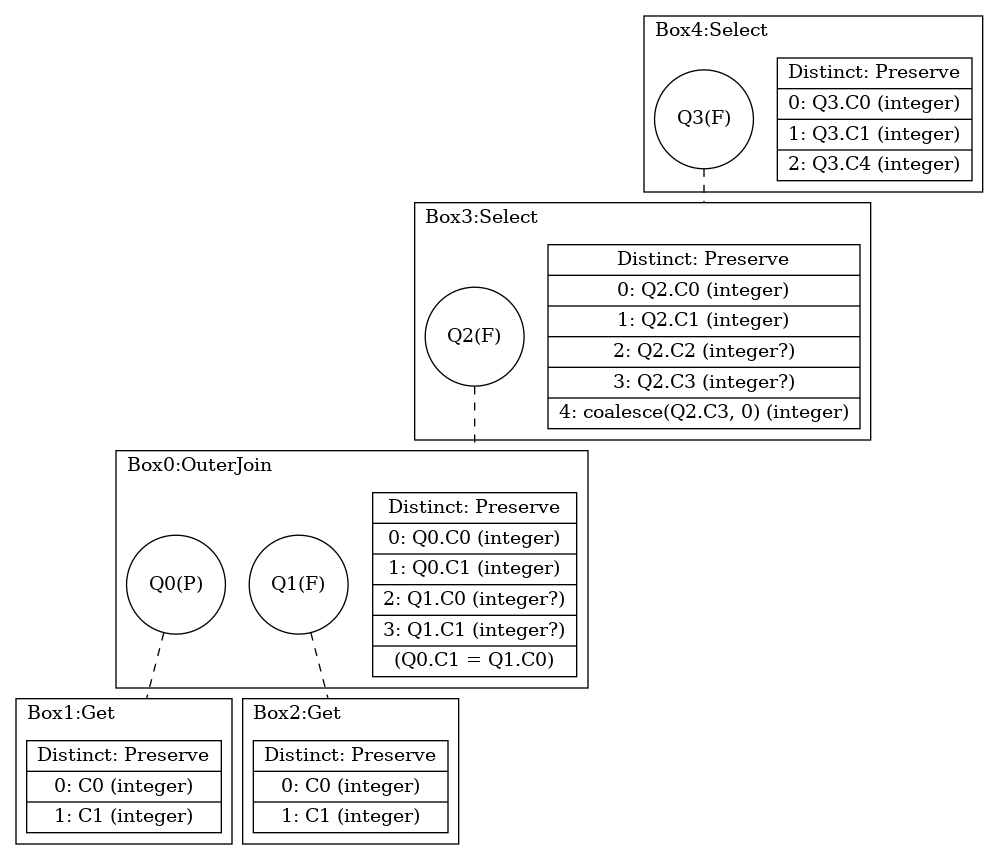 Box4:Select
Q3(F)
Distinct: Preserve
0: Q3.C0 (integer)
1: Q3.C1 (integer)
2: Q3.C4 (integer)
Box3:Select
Q2(F)
Distinct: Preserve
0: Q2.C0 (integer)
1: Q2.C1 (integer)
2: Q2.C2 (integer?)
3: Q2.C3 (integer?)
4: coalesce(Q2.C3, 0) (integer)
Box0:OuterJoin
Q0(P)
Q1(F)
Distinct: Preserve
0: Q0.C0 (integer)
1: Q0.C1 (integer)
2: Q1.C0 (integer?)
3: Q1.C1 (integer?)
(Q0.C1 = Q1.C0)
Box1:Get
Distinct: Preserve
0: C0 (integer)
1: C1 (integer)
Box2:Get
Distinct: Preserve
0: C0 (integer)
1: C1 (integer)